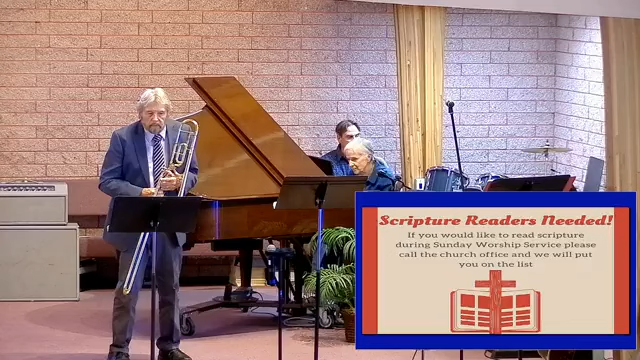 Scripture Readers Needed!
If you would like to read scripture
during Sunday Worship Service please
call the church office and we will put
you on the list